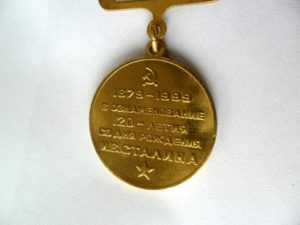 1879-1999
В ОЗНАМЕНОВАНИЕ
120-ЛЕТИЯ
СО ДНЯ РОЖДЕНИЯ
И.В.СТАЛИНА